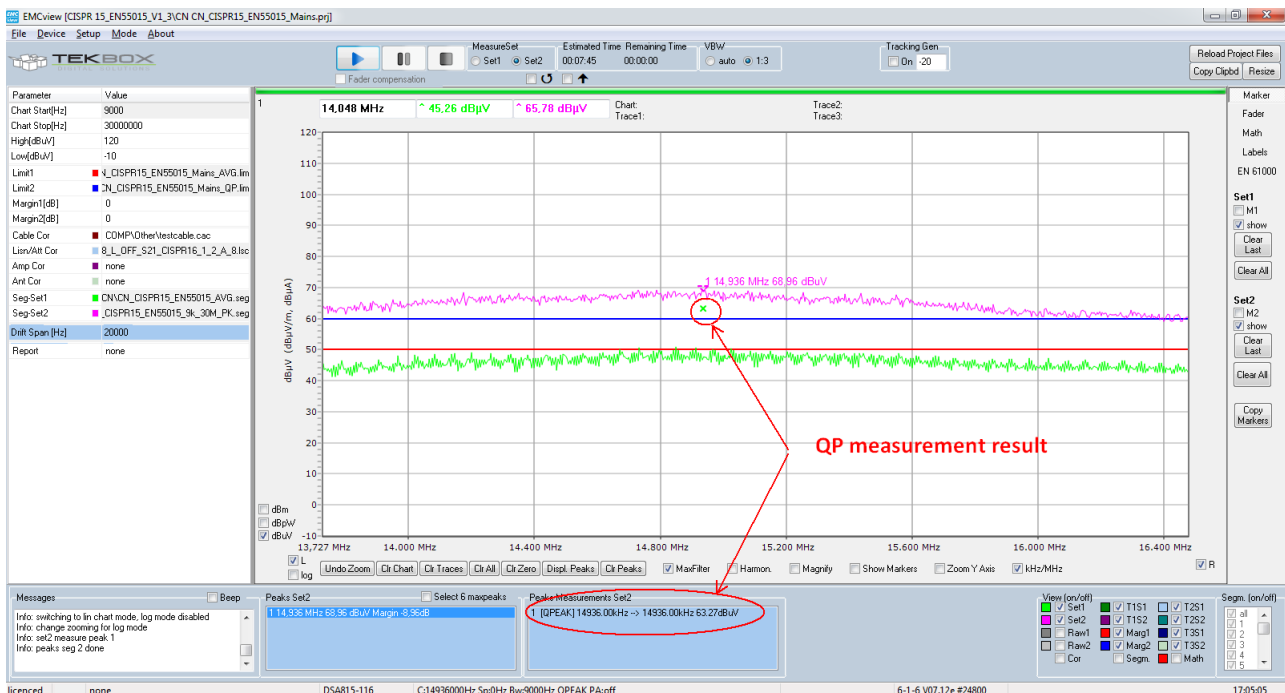 EMCview [CISPR 15_EN55015_V1_3\CN CN_CISPR15_EN55015_Mains.prj]
File Device Setup Mode About
TEKBOX
DIGITAL SOLUTIONS
MeasureSet
Set1 Set2
Estimated Time Remaining Time
00:07:45 00:00:00
VBW
auto 1:3
Tracking Gen
On -20
Reload Project Files
Copy Clipbd Resize
Fader compensation
Parameter Value
Chart Start[Hz] 9000
Chart Stop[Hz] 30000000
High[dBuV] 120
Low[dBuV] -10
Limit1 N_CISPR15_EN55015_Mains_AVG.lim
Limit2 CN_CISPR15_EN55015_Mains_QP.lim
Margin1[dB] 0
Margin2[dB] 0
Cable Cor COMP\Other\testcable.cac
Lisn/Att Cor 8_L_OFF_S21_CISPR16_1_2_A_8.lsc
Amp Cor none
Ant Cor none
Seg-Set1 CN\CN_CISPR15_EN55015_AVG.seg
Seg-Set2 _CISPR15_EN55015_9k_30M_PK.seg
Drift Span [Hz] 20000
Report none
1 14,048 MHz ^ 45,26 dBµV ^ 65,78 dBµV
Chart: Trace2:
Trace1: Trace3:
120
110
100
90
80
70
60
50
40
30
20
10
0
-10
dBµV (dBµV/m, dBµA)
1 14,936 MHz 68,96 dBuV
QP measurement result
dBm
dBpW
dBuV
13,727 MHz 14.000 MHz 14.400 MHz 14.800 MHz 15.200 MHz 15.600 MHz 16.000 MHz 16.400 MHz
L
log
Undo Zoom Clr Chart Clr Traces Clr All Clr Zero Displ. Peaks Clr Peaks MaxFilter Harmon. Magnify Show Markers Zoom Y Axis kHz/MHz R
Marker
Fader
Math
Labels
EN 61000
Set1
M1
show
Clear Last
Clear All
Set2
M2
show
Clear Last
Clear All
Copy Markers
Messages Beep
Info: switching to lin chart mode, log mode disabled
Info: change zooming for log mode
Info: set2 measure peak 1
Info: peaks seg 2 done
Peaks Set2 Select 6 maxpeaks
1 14,936 MHz 68,96 dBuV Margin -8,96dB
Peaks Measurements Set2
1 [QPEAK] 14936.00kHz --> 14936.00kHz 63.27dBuV
View (on/off)
Set1 T1S1 T2S1
Set2 T1S2 T2S2
Raw1 Marg1 T3S1
Raw2 Marg2 T3S2
Cor Segm. Math
Segm. (on/off)
all
1
2
3
4
5
licenced none DSA815-116 C:14936000Hz Sp:0Hz Bw:9000Hz QPEAK PA:off 6-1-6 V07.12e #24800 17:05:05